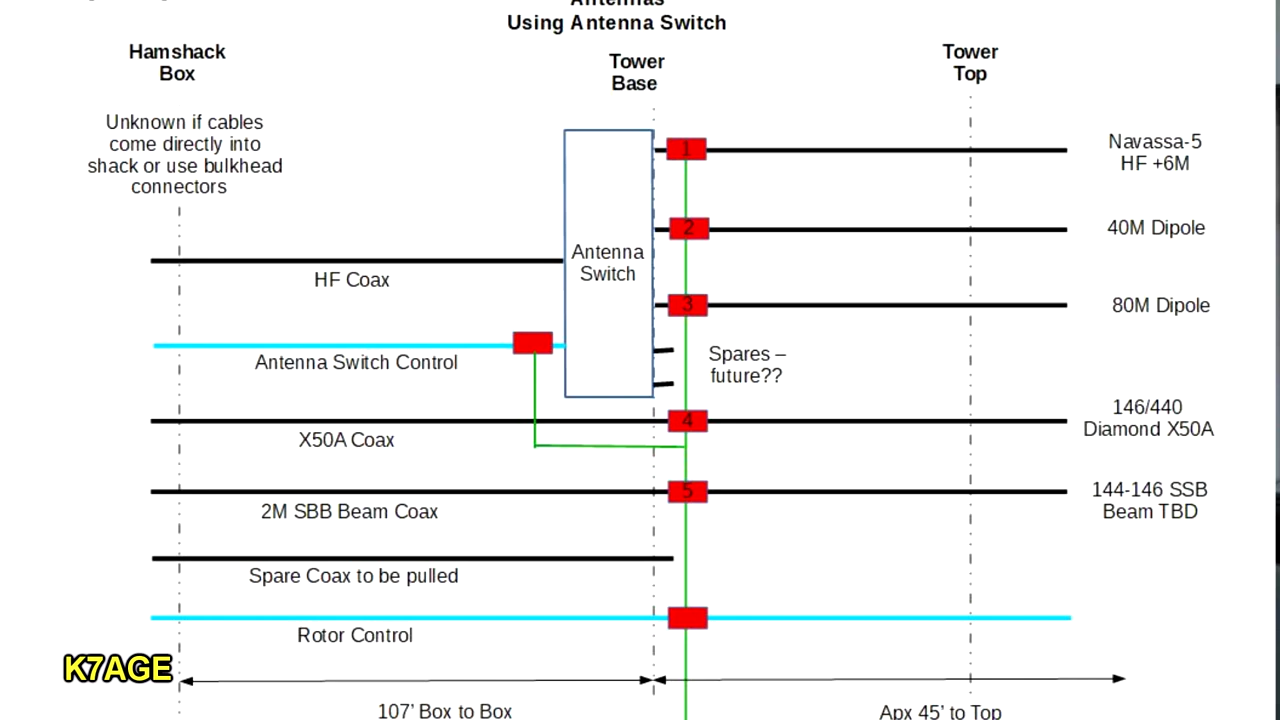 Antennas
Using Antenna Switch
Hamshack
Box
Tower
Base
Tower
Top
Unknown if cables
come directly into
shack or use bulkhead
connectors
1
Navassa-5
HF +6M
2
40M Dipole
Antenna
Switch
HF Coax
3
80M Dipole
Antenna Switch Control
Spares –
future??
4
146/440
Diamond X50A
X50A Coax
5
144-146 SSB
Beam TBD
2M SBB Beam Coax
Spare Coax to be pulled
Rotor Control
K7AGE
107' Box to Box
Apx 45' to Top